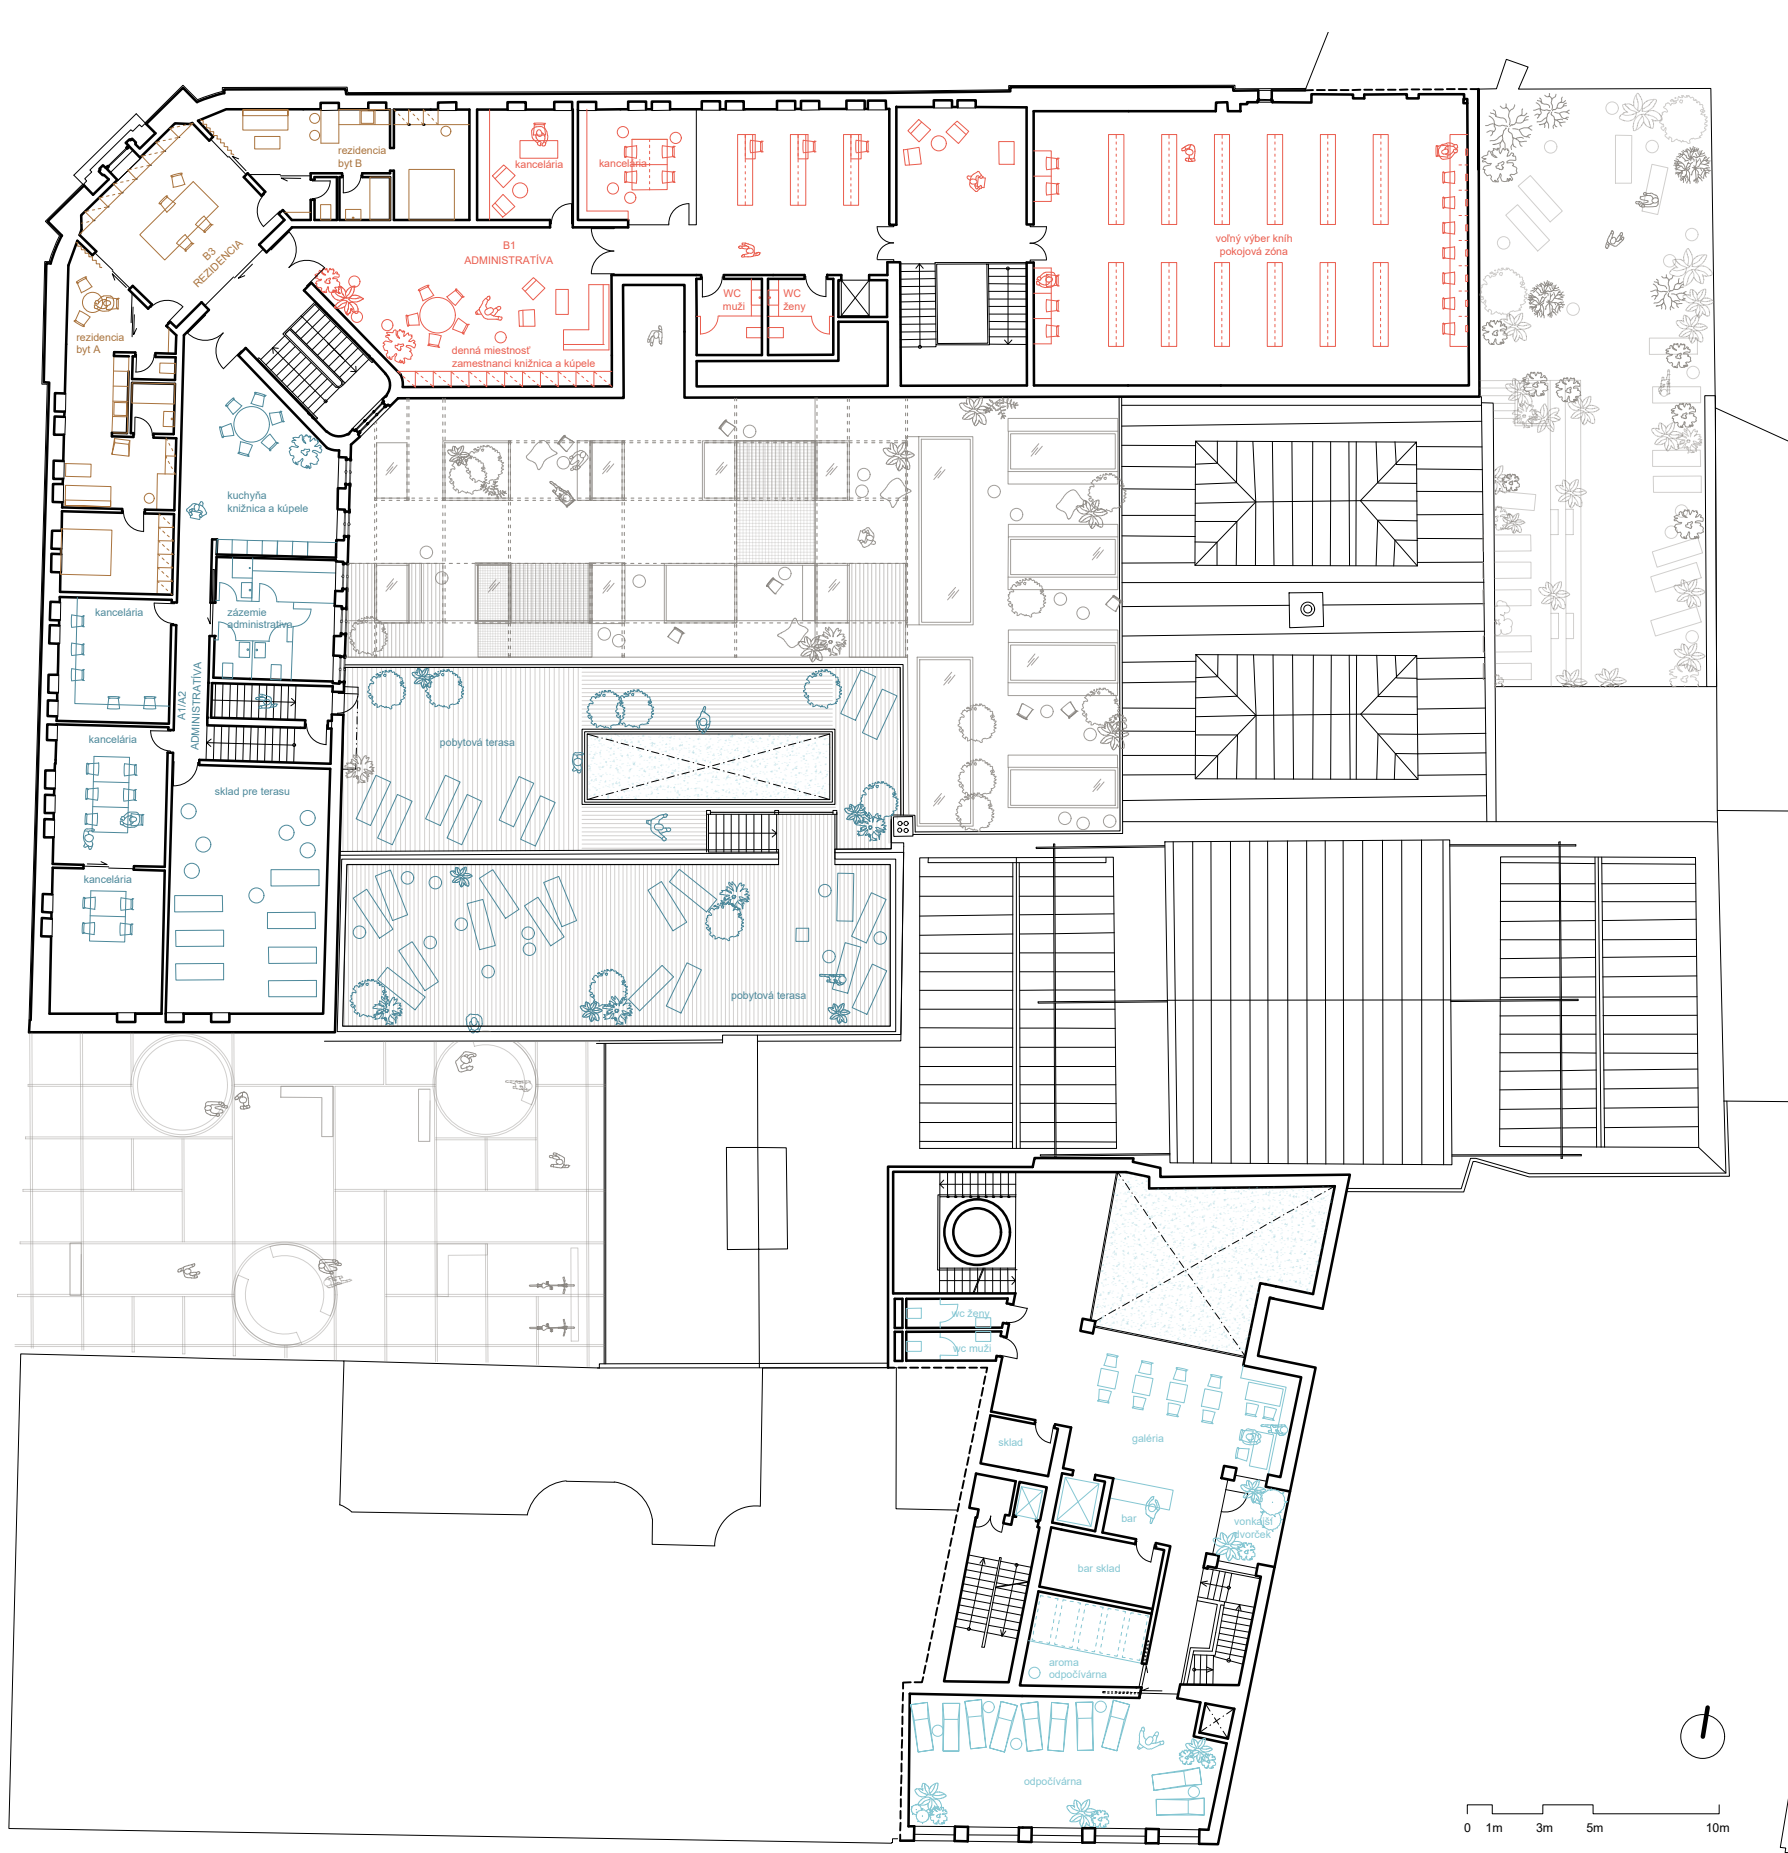 rezidencia
byt B
kancelária
kancelária
B1
ADMINISTRATÍVA
B3
REZIDENCIA
voľný výber kníh
pokojová zóna
WC
muži
WC
ženy
rezidencia
byt A
denná miestnosť
zamestnanci knižnica a kúpele
kuchyňa
knižnica a kúpele
kancelária
zázemie
administratíva
A1/A2
ADMINISTRATÍVA
kancelária
pobytová terasa
sklad pre terasu
kancelária
pobytová terasa
wc ženy
wc muži
sklad
galéria
bar
vonkajší
dvorček
bar sklad
aroma
odpočívárna
odpočívárna
0 1m 3m 5m 10m